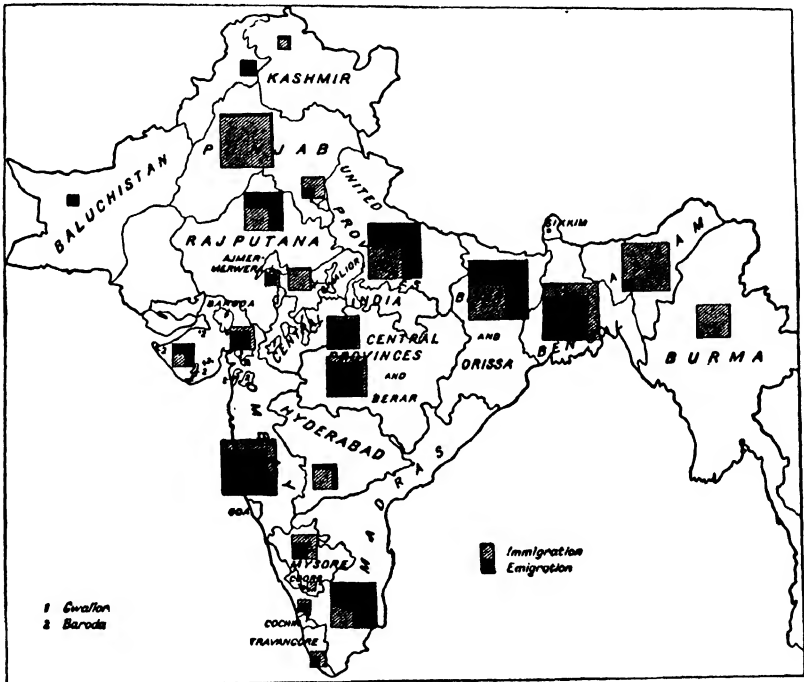 KASHMIR
PUNJAB
BALUCHISTAN
UNITED
PROVINCES
SIKKIM
RAJPUTANA
AJMER-
MERWERA
GWALIOR
ASSAM
BARODA
CENTRAL
INDIA
BIHAR
AND
ORISSA
BENGAL
BURMA
CENTRAL
PROVINCES
AND
BERAR
BOMBAY
HYDERABAD
GOA
MADRAS
MYSORE
COORG
COCHIN
TRAVANCORE
Immigration
Emigration
1 Gwalior
2 Baroda